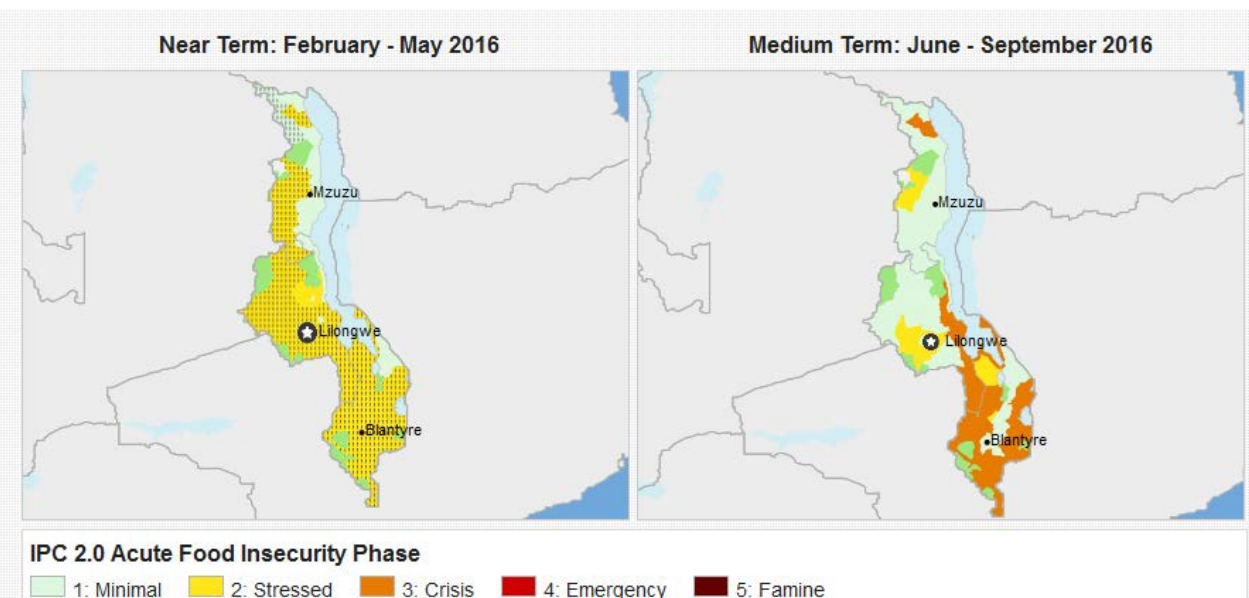 Near Term: February - May 2016
Medium Term: June - September 2016
Mzuzu
Lilongwe
Blantyre
Mzuzu
Lilongwe
Blantyre
IPC 2.0 Acute Food Insecurity Phase
1: Minimal 2: Stressed 3: Crisis 4: Emergency 5: Famine